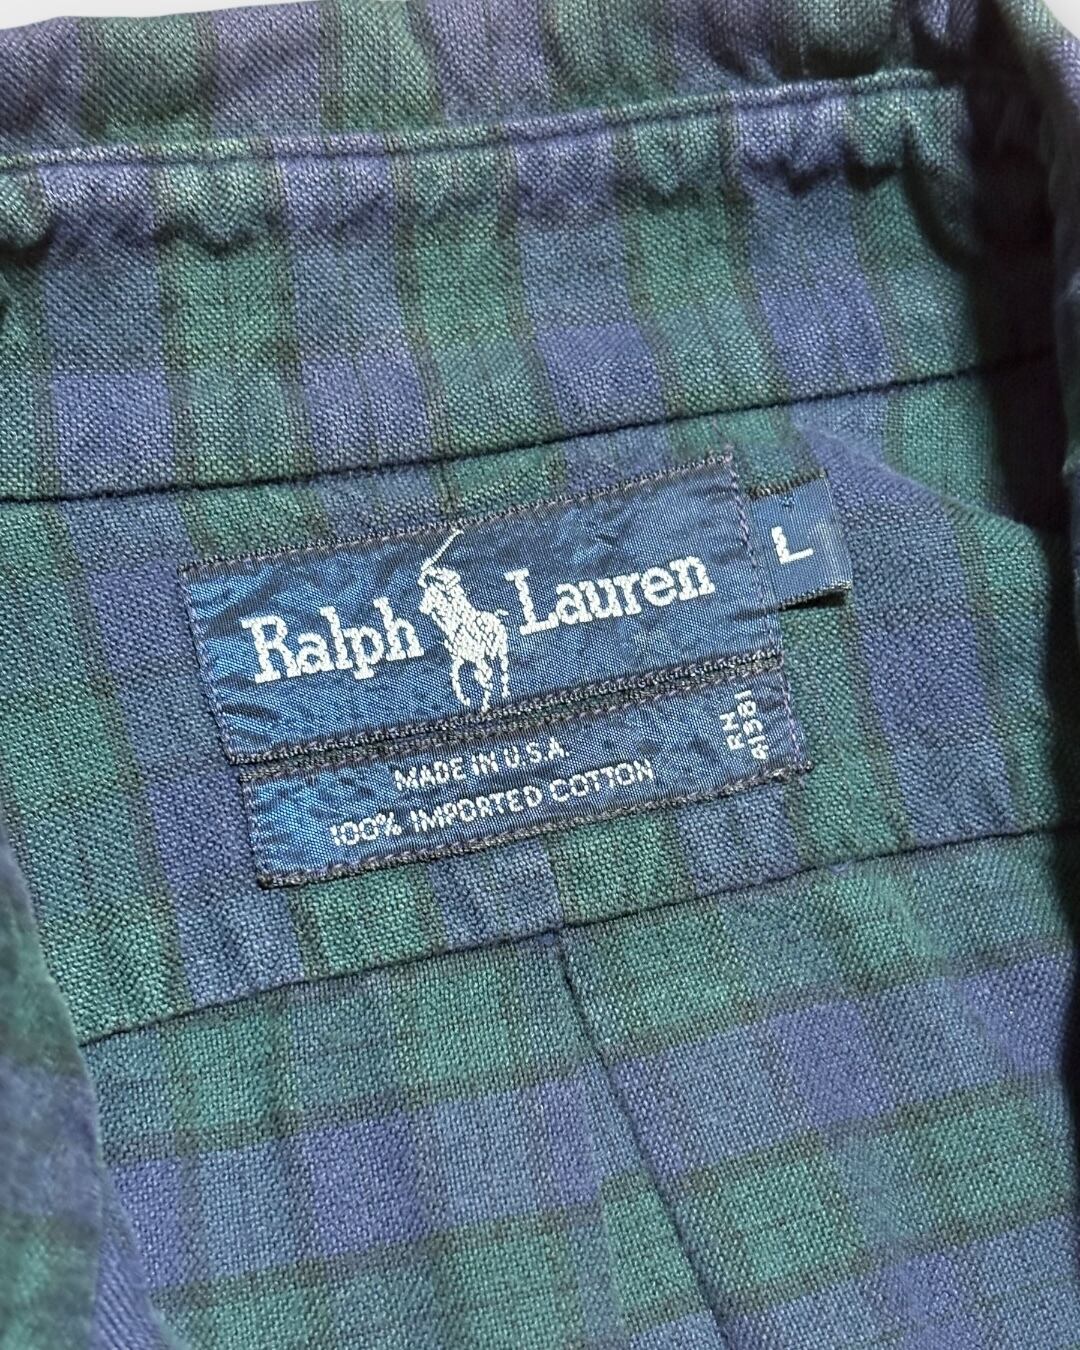 Ralph Lauren
L
MADE IN U.S.A.
100% IMPORTED COTTON
RN
41381